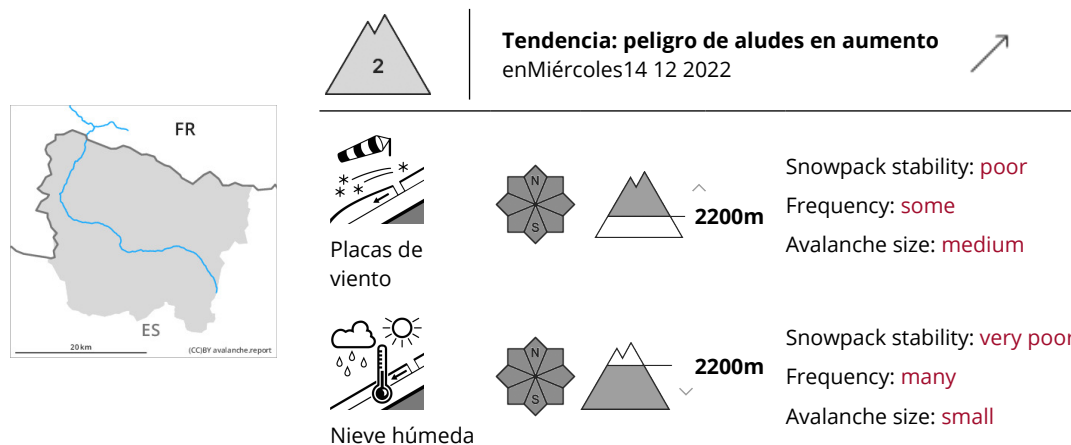 2
Tendencia: peligro de aludes en aumento
enMiércoles14 12 2022
FR
ES
20 km
(CC)BY avalanche.report
N
S
2200m
Placas de
viento
Snowpack stability: poor
Frequency: some
Avalanche size: medium
N
S
2200m
Nieve húmeda
Snowpack stability: very poor
Frequency: many
Avalanche size: small